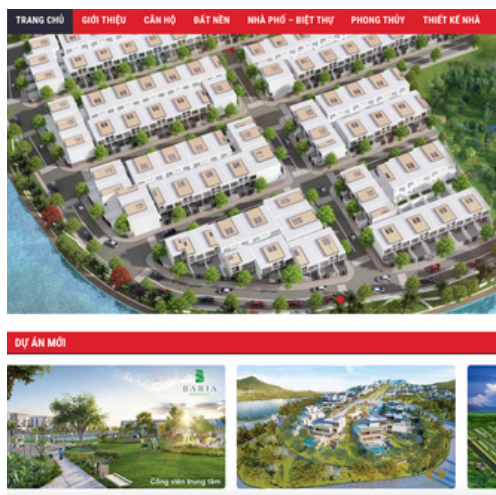 TRANG CHỦ GIỚI THIỆU CĂN HỘ ĐẤT NỀN NHÀ PHỐ – BIỆT THỰ PHONG THỦY THIẾT KẾ NHÀ
DỰ ÁN MỚI
BARIA
Công viên trung tâm